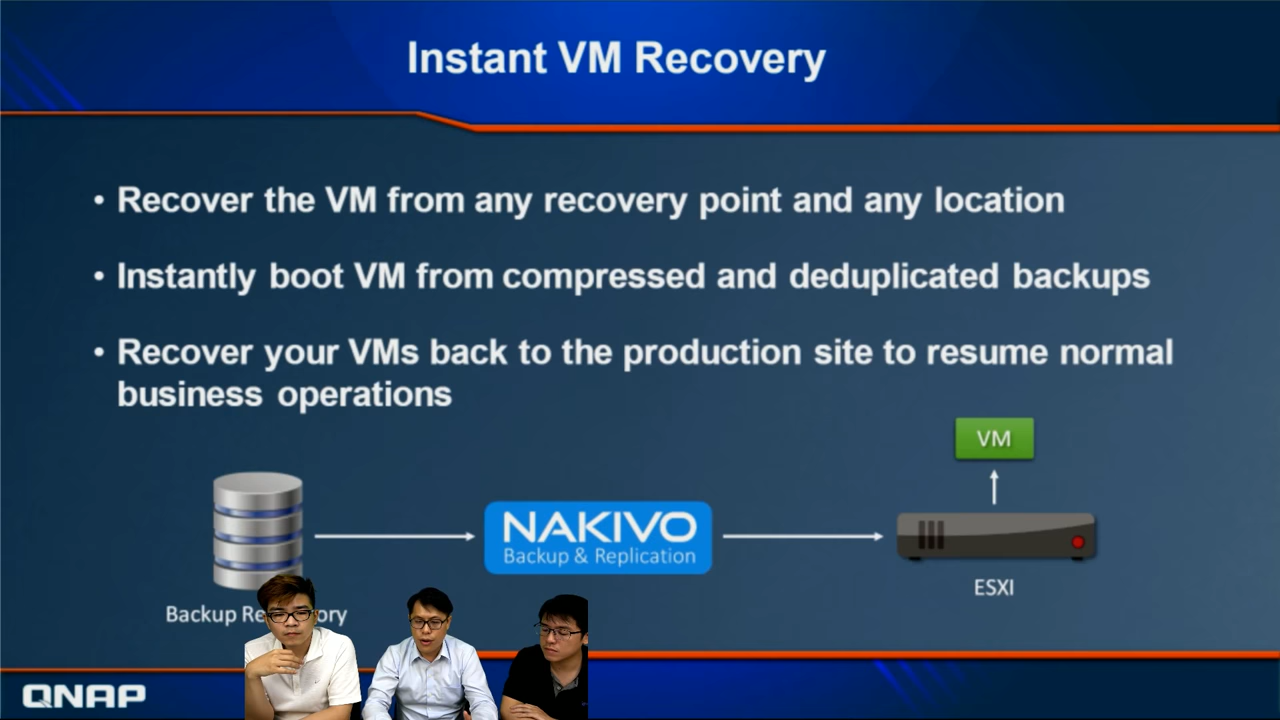 Instant VM Recovery
• Recover the VM from any recovery point and any location
• Instantly boot VM from compressed and deduplicated backups
• Recover your VMs back to the production site to resume normal
business operations
VM
NAKIVO
Backup & Replication
ESXI
Backup
QNAP